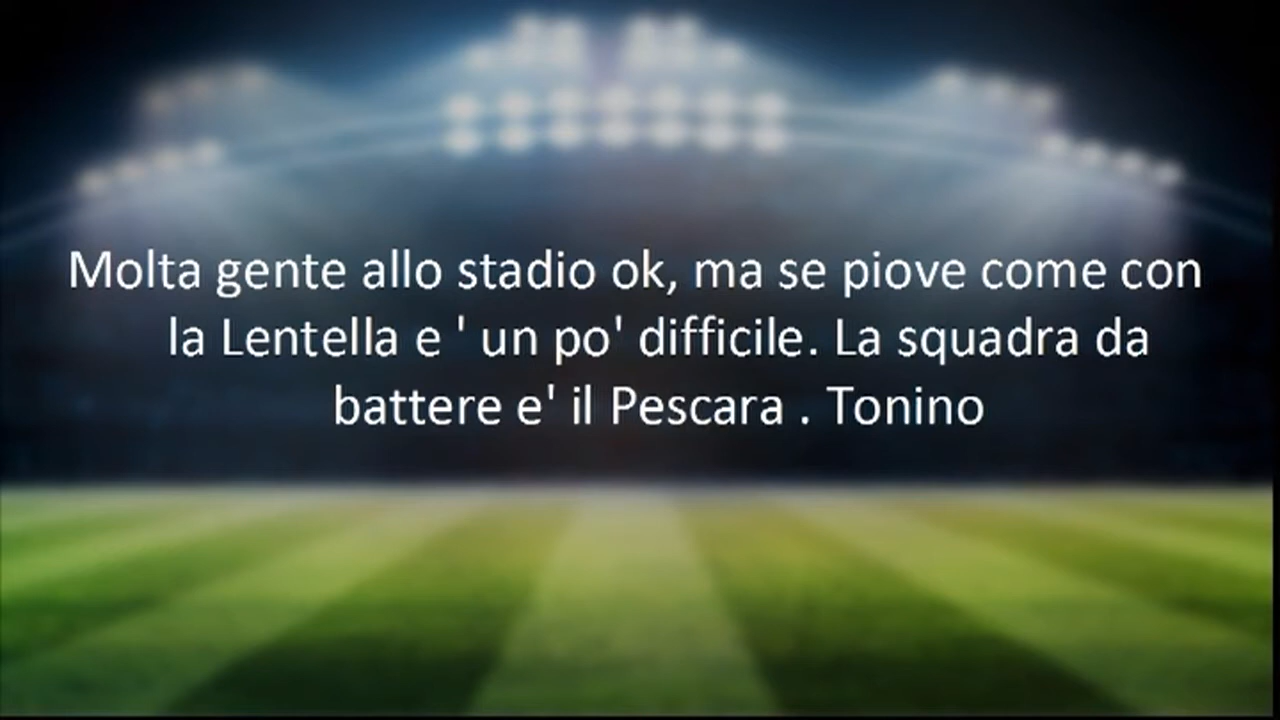 Molta gente allo stadio ok, ma se piove come con
la Lentella e ' un po' difficile. La squadra da
battere e' il Pescara . Tonino